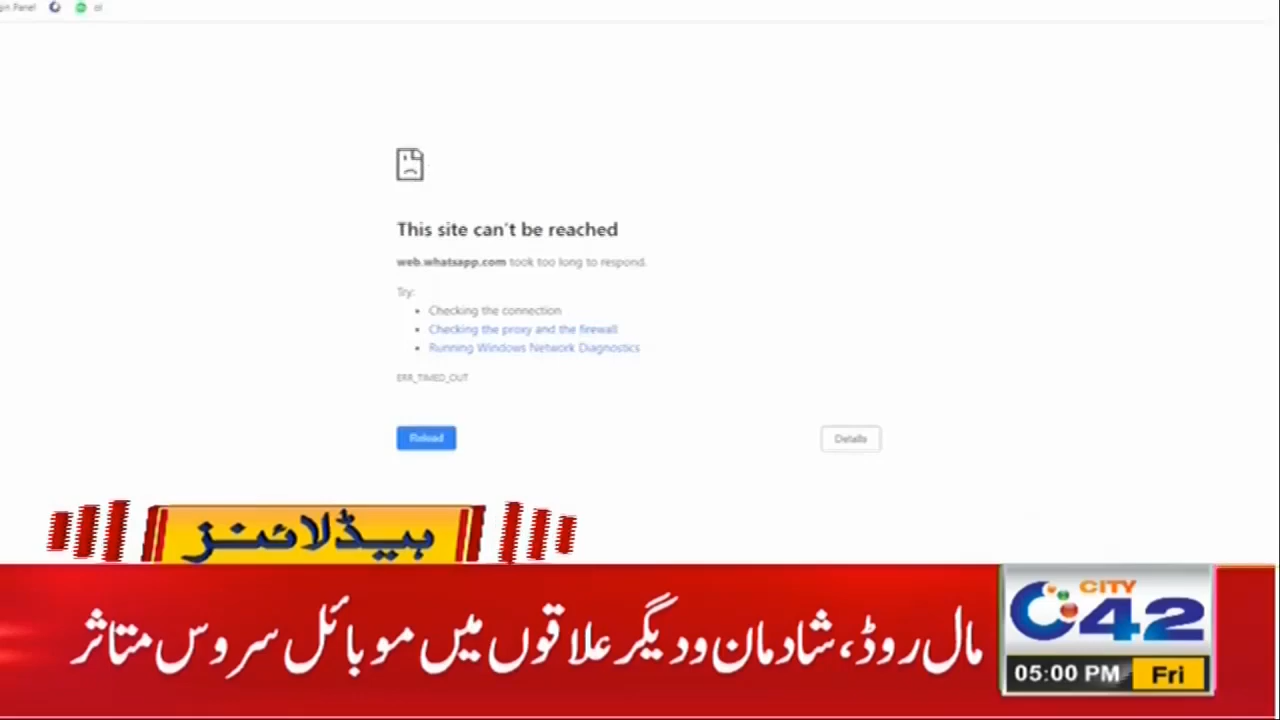 gin Panel
This site can't be reached
web.whatsapp.com took too long to respond.
Try:
• Checking the connection
• Checking the proxy and the firewall
• Running Windows Network Diagnostics
ERR_TIMED_OUT
Reload
Details
ہیڈلائنز
مال روڈ، شادمان ودیگر علاقوں میں موبائل سروس متاثر
CITY
42
05:00 PM
Fri